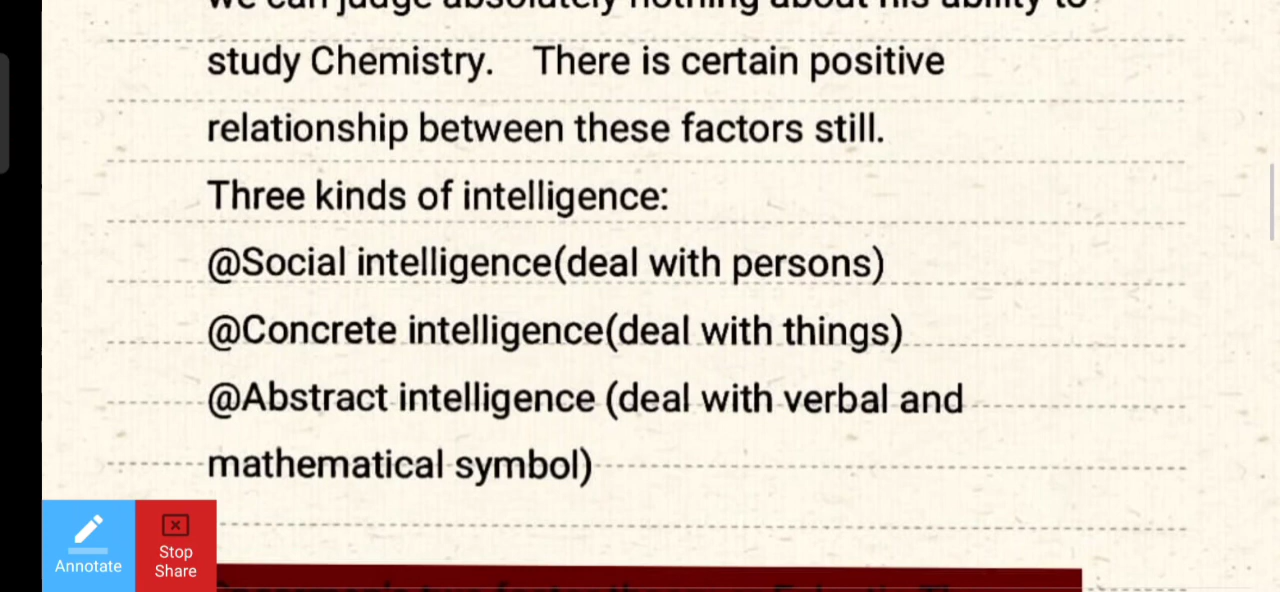 study Chemistry. There is certain positive
relationship between these factors still.
Three kinds of intelligence:
@Social intelligence(deal with persons)
@Concrete intelligence(deal with things)
@Abstract intelligence (deal with verbal and
mathematical symbol)
Annotate
Stop
Share